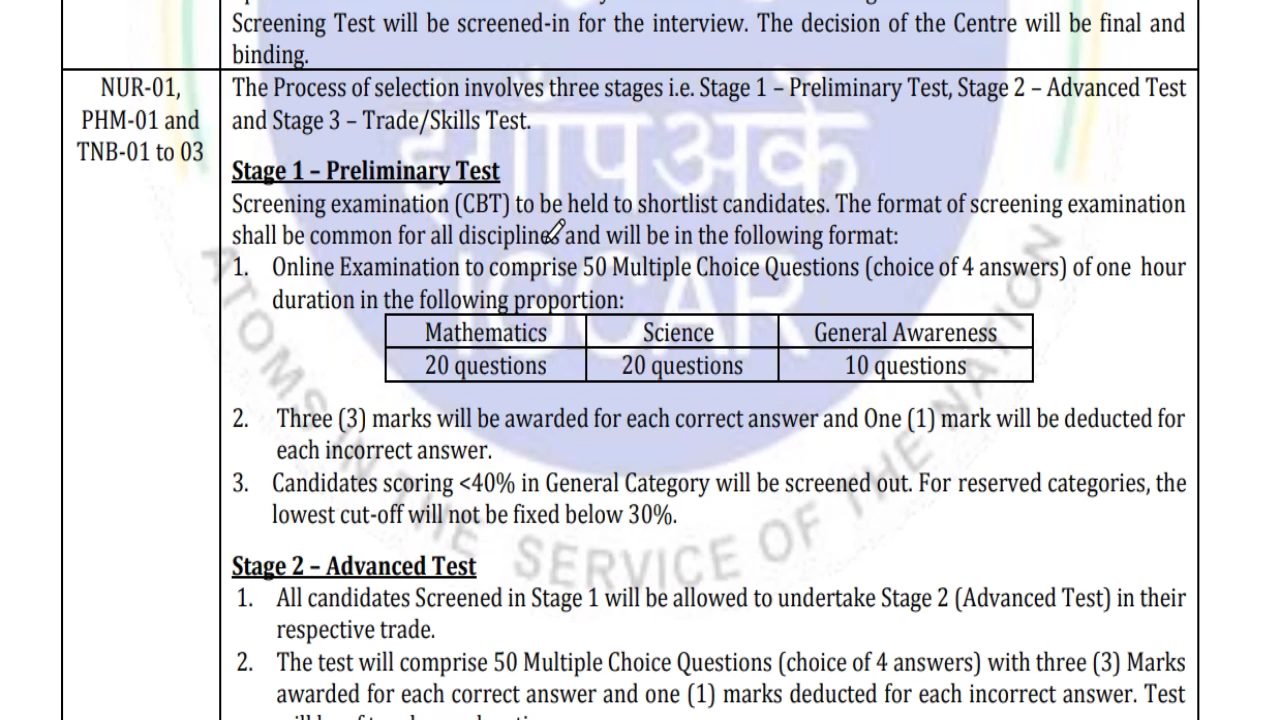 Screening Test will be screened-in for the interview. The decision of the Centre will be final and
binding.
NUR-01,
PHM-01 and
TNB-01 to 03
The Process of selection involves three stages i.e. Stage 1 – Preliminary Test, Stage 2 – Advanced Test
and Stage 3 – Trade/Skills Test.
Stage 1 – Preliminary Test
Screening examination (CBT) to be held to shortlist candidates. The format of screening examination
shall be common for all disciplines and will be in the following format:
1. Online Examination to comprise 50 Multiple Choice Questions (choice of 4 answers) of one hour
duration in the following proportion:
Mathematics Science General Awareness
20 questions 20 questions 10 questions
2. Three (3) marks will be awarded for each correct answer and One (1) mark will be deducted for
each incorrect answer.
3. Candidates scoring <40% in General Category will be screened out. For reserved categories, the
lowest cut-off will not be fixed below 30%.
Stage 2 – Advanced Test
1. All candidates Screened in Stage 1 will be allowed to undertake Stage 2 (Advanced Test) in their
respective trade.
2. The test will comprise 50 Multiple Choice Questions (choice of 4 answers) with three (3) Marks
awarded for each correct answer and one (1) marks deducted for each incorrect answer. Test
इंगांपअकें
IGCAR
ATOMS IN THE SERVICE OF THE NATION